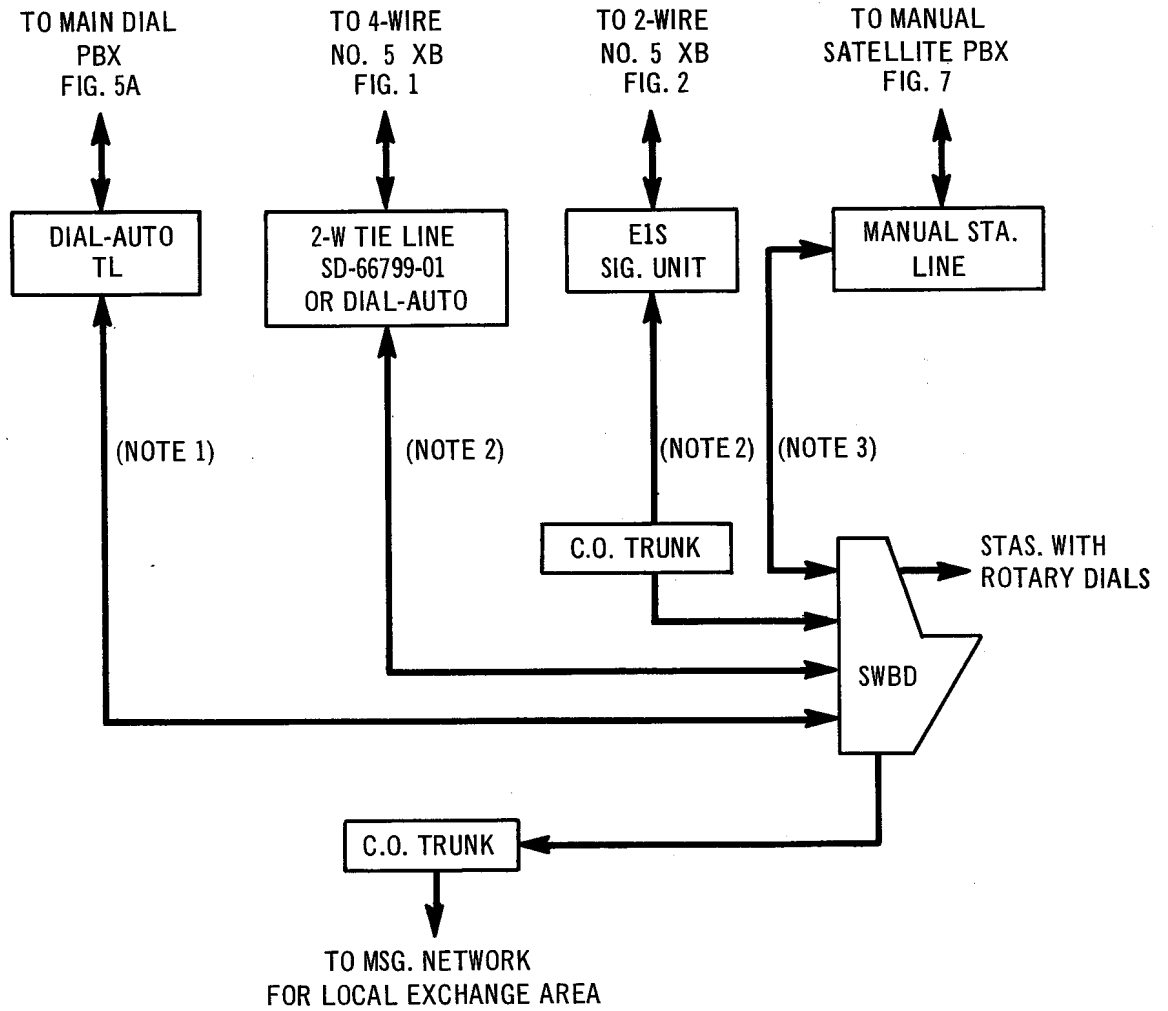 TO MAIN DIAL
PBX
FIG. 5A
TO 4-WIRE
NO. 5 XB
FIG. 1
TO 2-WIRE
NO. 5 XB
FIG. 2
TO MANUAL
SATELLITE PBX
FIG. 7
DIAL-AUTO
TL
2-W TIE LINE
SD-66799-01
OR DIAL-AUTO
E1S
SIG. UNIT
MANUAL STA.
LINE
(NOTE 1)
(NOTE 2)
(NOTE 2)
(NOTE 3)
C.O. TRUNK
STAS. WITH
ROTARY DIALS
SWBD
C.O. TRUNK
TO MSG. NETWORK
FOR LOCAL EXCHANGE AREA